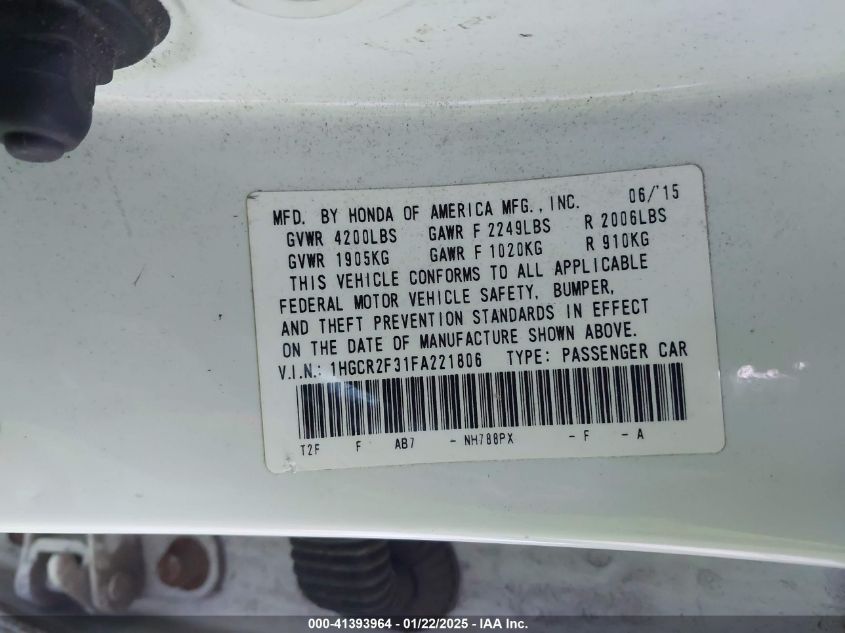 MFD. BY HONDA OF AMERICA MFG., INC. 06/'15
GVWR 4200LBS GAWR F 2249LBS R 2006LBS
GVWR 1905KG GAWR F 1020KG R 910KG
THIS VEHICLE CONFORMS TO ALL APPLICABLE
FEDERAL MOTOR VEHICLE SAFETY, BUMPER,
AND THEFT PREVENTION STANDARDS IN EFFECT
ON THE DATE OF MANUFACTURE SHOWN ABOVE.
V.I.N.: 1HGCR2F31FA221806 TYPE: PASSENGER CAR
T2F F AB7 - NH788PX - F - A
000-41393964 - 01/22/2025 - IAA Inc.